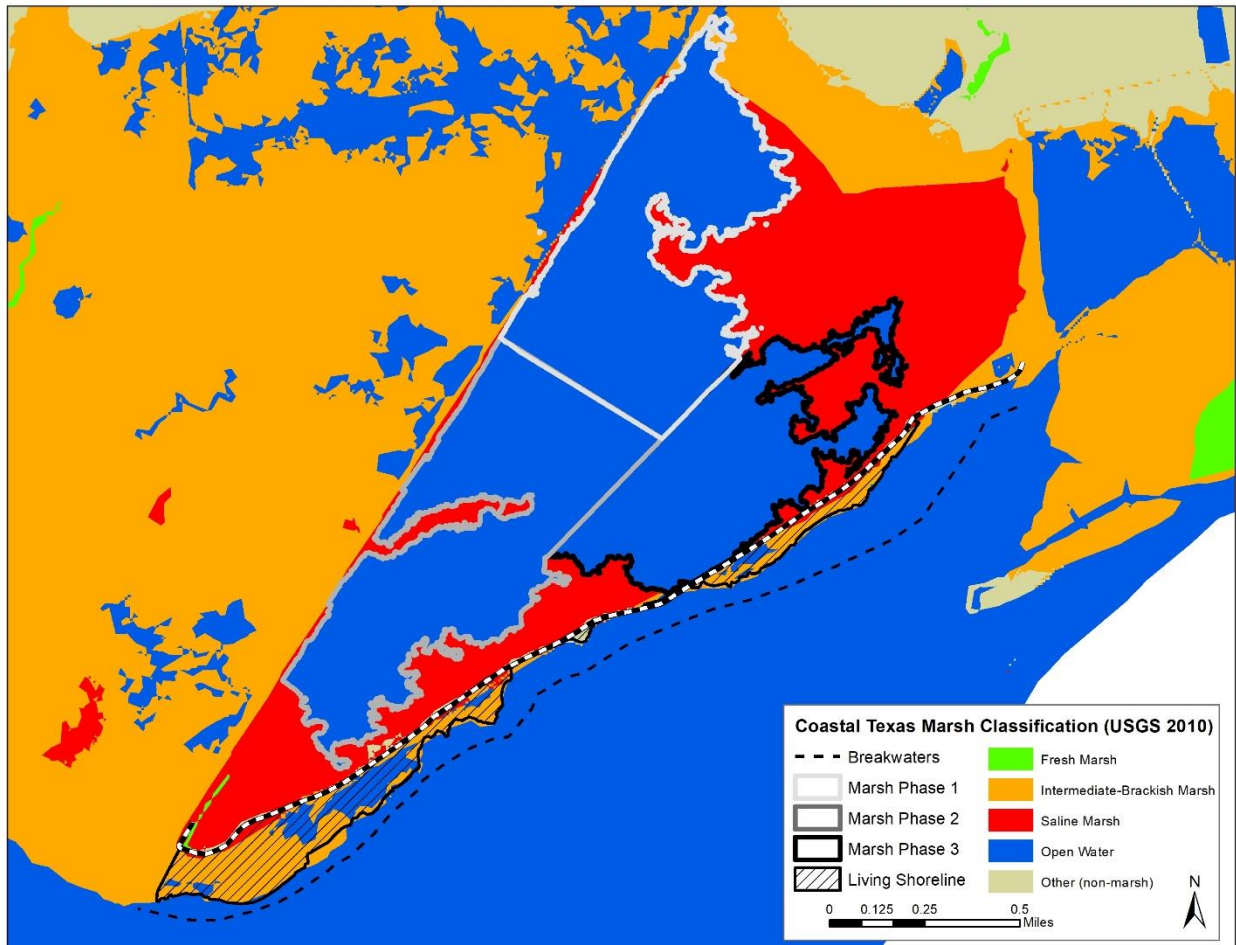 Coastal Texas Marsh Classification (USGS 2010)
Breakwaters
Marsh Phase 1
Marsh Phase 2
Marsh Phase 3
Living Shoreline
Fresh Marsh
Intermediate-Brackish Marsh
Saline Marsh
Open Water
Other (non-marsh)
N
0 0.125 0.25 0.5
Miles